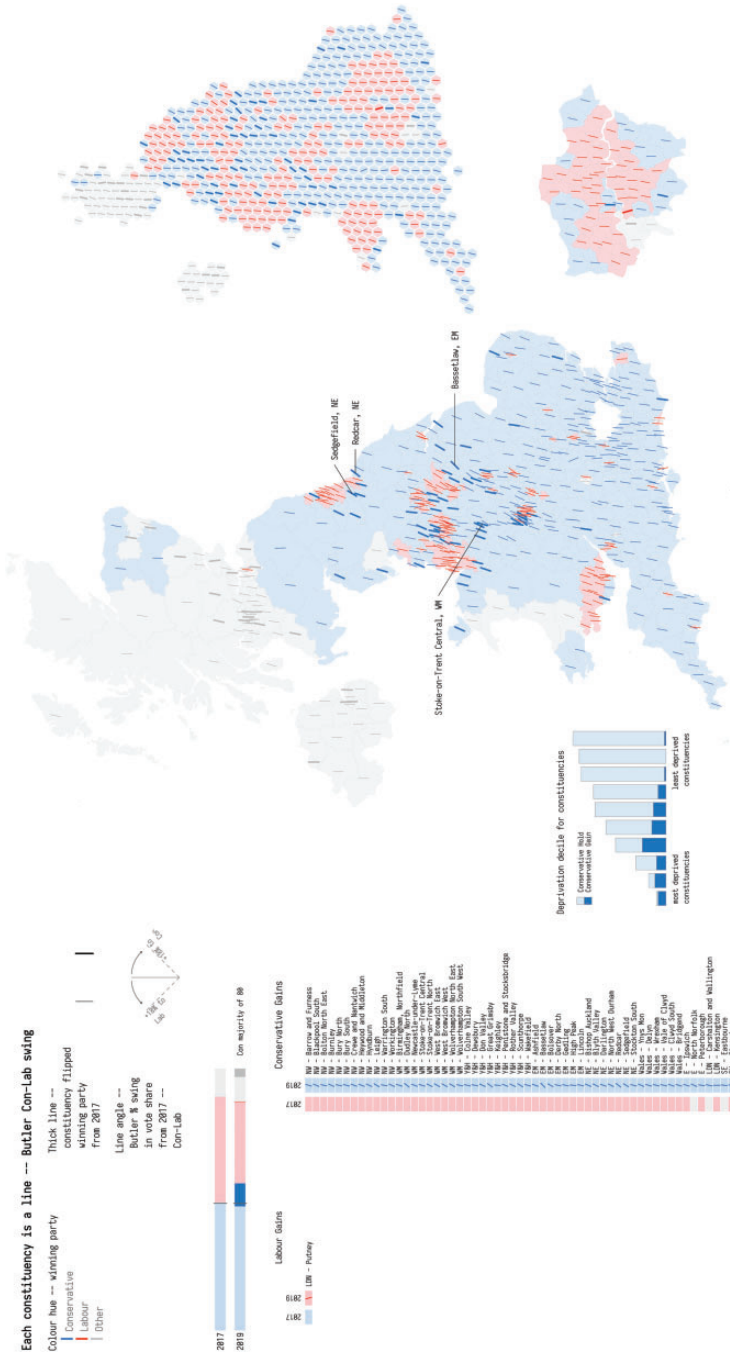 Each constituency is a line -- Butler Con-Lab swing
Colour hue -- winning party
Conservative
Labour
Other
Thick line --
constituency flipped
winning party
from 2017
Line angle --
Butler % swing
in vote share
from 2017 --
Con-Lab
2017
2019
Con majority of 80
Labour Gains
2017
2019
LDN - Putney
Conservative Gains
2017
2019
NW - Barrow and Furness
NW - Blackpool South
NW - Bolton North East
NW - Burnley
NW - Bury North
NW - Bury South
NW - Crewe and Nantwich
NW - Heywood and Middleton
NW - Hyndburn
NW - Leigh
NW - Warrington South
NW - Workington
WM - Birmingham Northfield
WM - Dudley North
WM - Newcastle-under-Lyme
WM - Stoke-on-Trent Central
WM - Stoke-on-Trent North
WM - West Bromwich East
WM - West Bromwich West
WM - Wolverhampton North East
WM - Wolverhampton South West
Y&H - Colne Valley
Y&H - Dewsbury
Y&H - Don Valley
Y&H - Great Grimsby
Y&H - Keighley
Y&H - Penistone and Stocksbridge
Y&H - Rother Valley
Y&H - Scunthorpe
Y&H - Wakefield
EM - Ashfield
EM - Bassetlaw
EM - Bolsover
EM - Derby North
EM - Gedling
EM - High Peak
EM - Lincoln
NE - Bishop Auckland
NE - Blyth Valley
NE - Darlington
NE - North West Durham
NE - Redcar
NE - Sedgefield
NE - Stockton South
Wales - Ynys Mon
Wales - Delyn
Wales - Wrexham
Wales - Vale of Clwyd
Wales - Clwyd South
Wales - Bridgend
E - Ipswich
E - North Norfolk
E - Peterborough
LDN - Carshalton and Wallington
LDN - Kensington
SE - Eastbourne
Deprivation decile for constituencies
Conservative Hold
Conservative Gain
most deprived
constituencies
least deprived
constituencies
Sedgefield, NE
Redcar, NE
Bassetlaw, EM
Stoke-on-Trent Central, WM